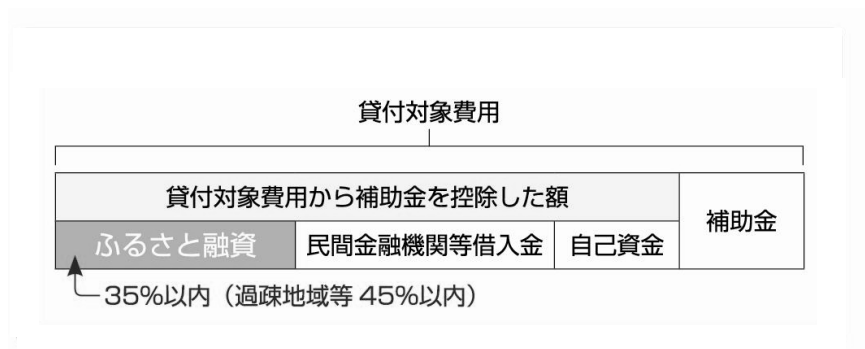 貸付対象費用
貸付対象費用から補助金を控除した額
補助金
ふるさと融資
民間金融機関等借入金
自己資金
35%以内（過疎地域等 45%以内）